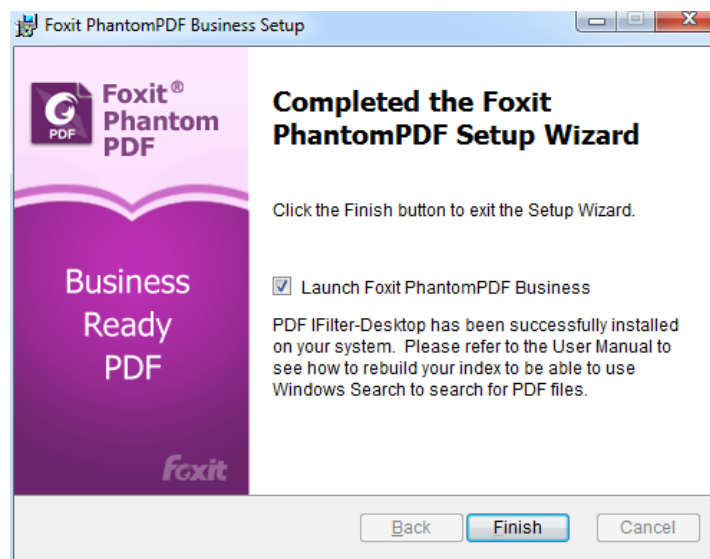 Foxit PhantomPDF Business Setup
Foxit®
Phantom
PDF
PDF
Completed the Foxit
PhantomPDF Setup Wizard
Click the Finish button to exit the Setup Wizard.
Launch Foxit PhantomPDF Business
PDF IFilter-Desktop has been successfully installed
on your system. Please refer to the User Manual to
see how to rebuild your index to be able to use
Windows Search to search for PDF files.
Business
Ready
PDF
Foxit
Back
Finish
Cancel